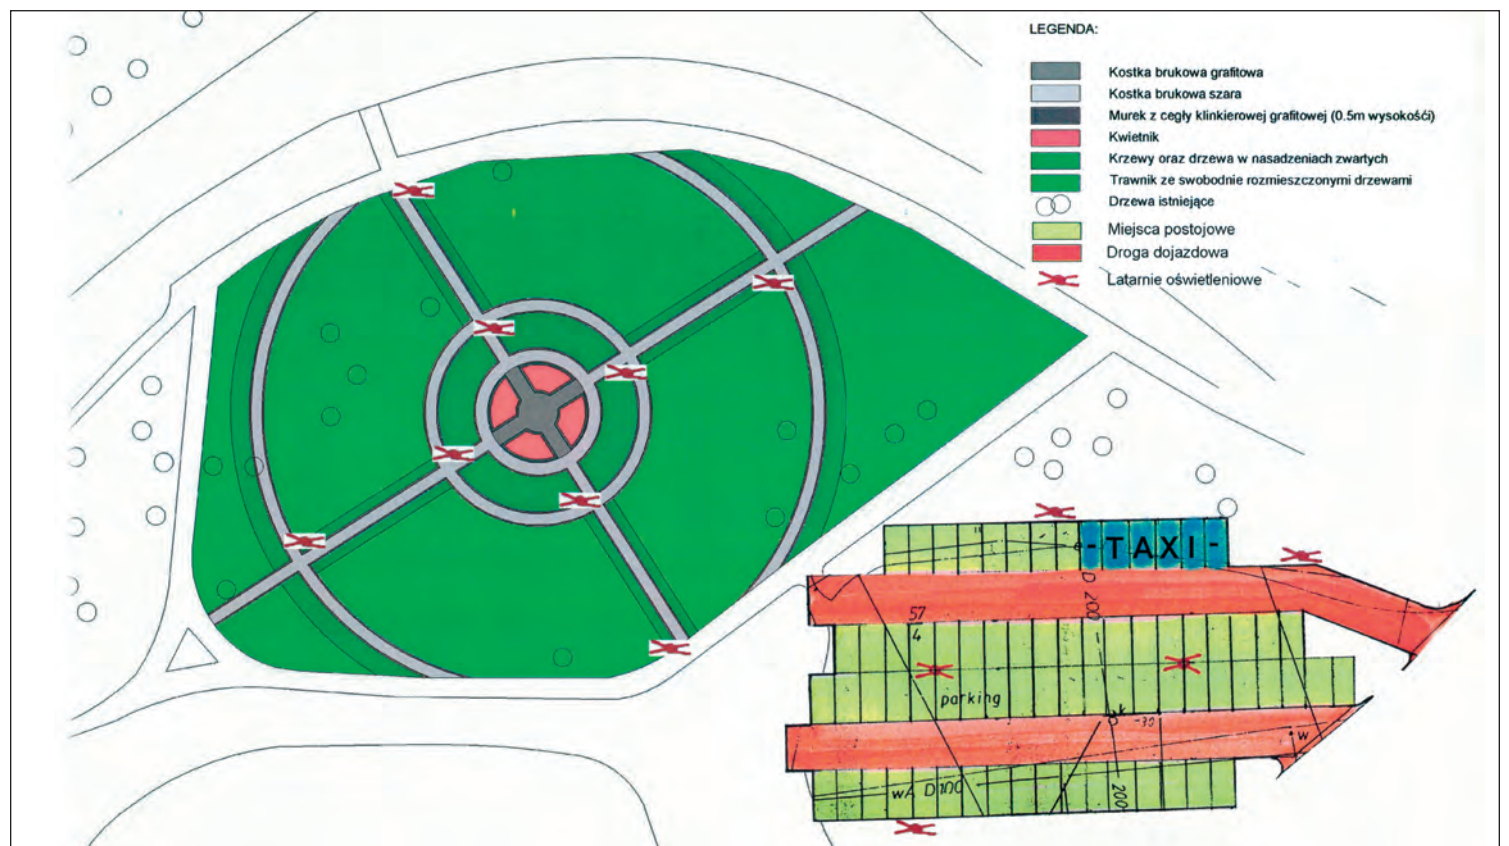 LEGENDA:
Kostka brukowa grafitowa
Kostka brukowa szara
Murek z cegły klinkierowej grafitowej (0.5m wysokośći)
Kwietnik
Krzewy oraz drzewa w nasadzeniach zwartych
Trawnik ze swobodnie rozmieszczonymi drzewami
Drzewa istniejące
Miejsca postojowe
Droga dojazdowa
Latarnie oświetleniowe
- TAXI -
D 200
57
4
parking
-30
w
wA D100
200